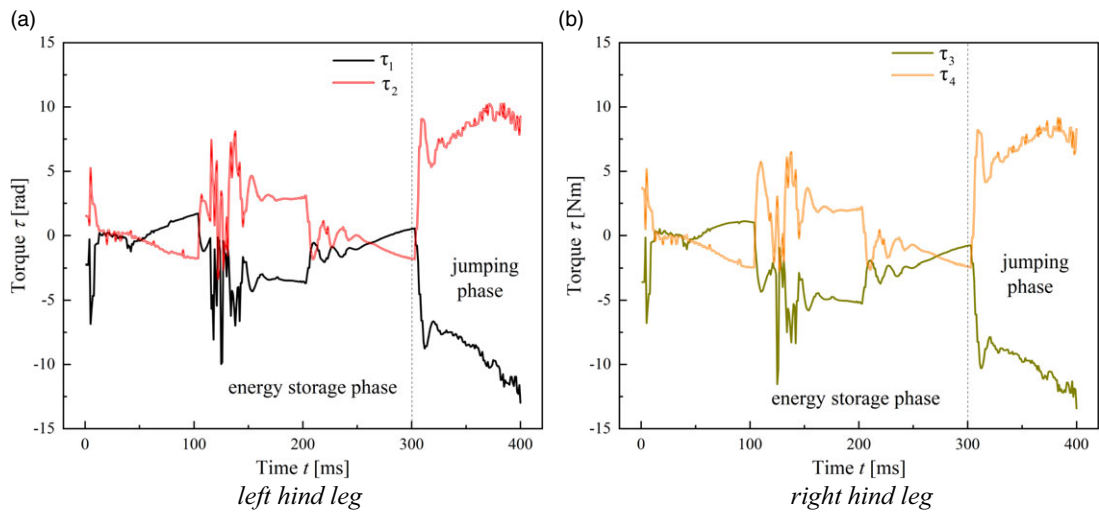 (a)
15
10
5
0
-5
-10
-15
Torque τ [rad]
τ₁
τ₂
jumping
phase
energy storage phase
0
100
200
300
400
Time t [ms]
left hind leg
(b)
15
10
5
0
-5
-10
-15
Torque τ [Nm]
τ₃
τ₄
jumping
phase
energy storage phase
0
100
200
300
400
Time t [ms]
right hind leg